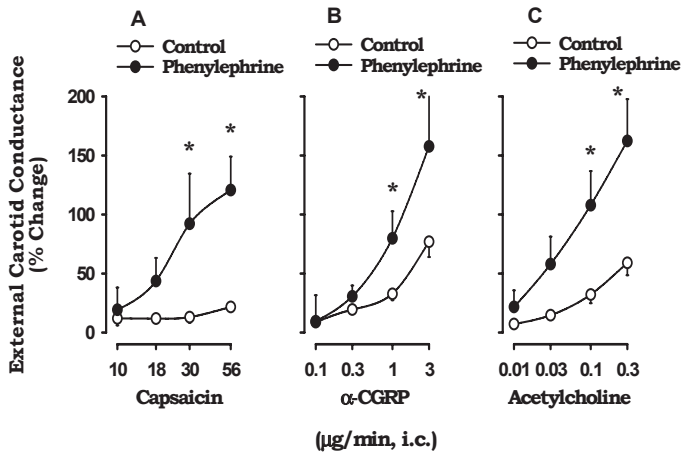 A
Control
Phenylephrine
B
Control
Phenylephrine
C
Control
Phenylephrine
External Carotid Conductance
(% Change)
200
150
100
50
0
* *
* *
* *
10 18 30 56
Capsaicin
0.1 0.3 1 3
α-CGRP
0.01 0.03 0.1 0.3
Acetylcholine
(μg/min, i.c.)